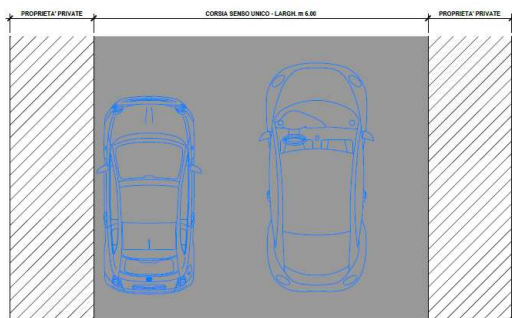 PROPRIETA' PRIVATE
CORSIA SENSO UNICO - LARGH. m 6.00
PROPRIETA' PRIVATE